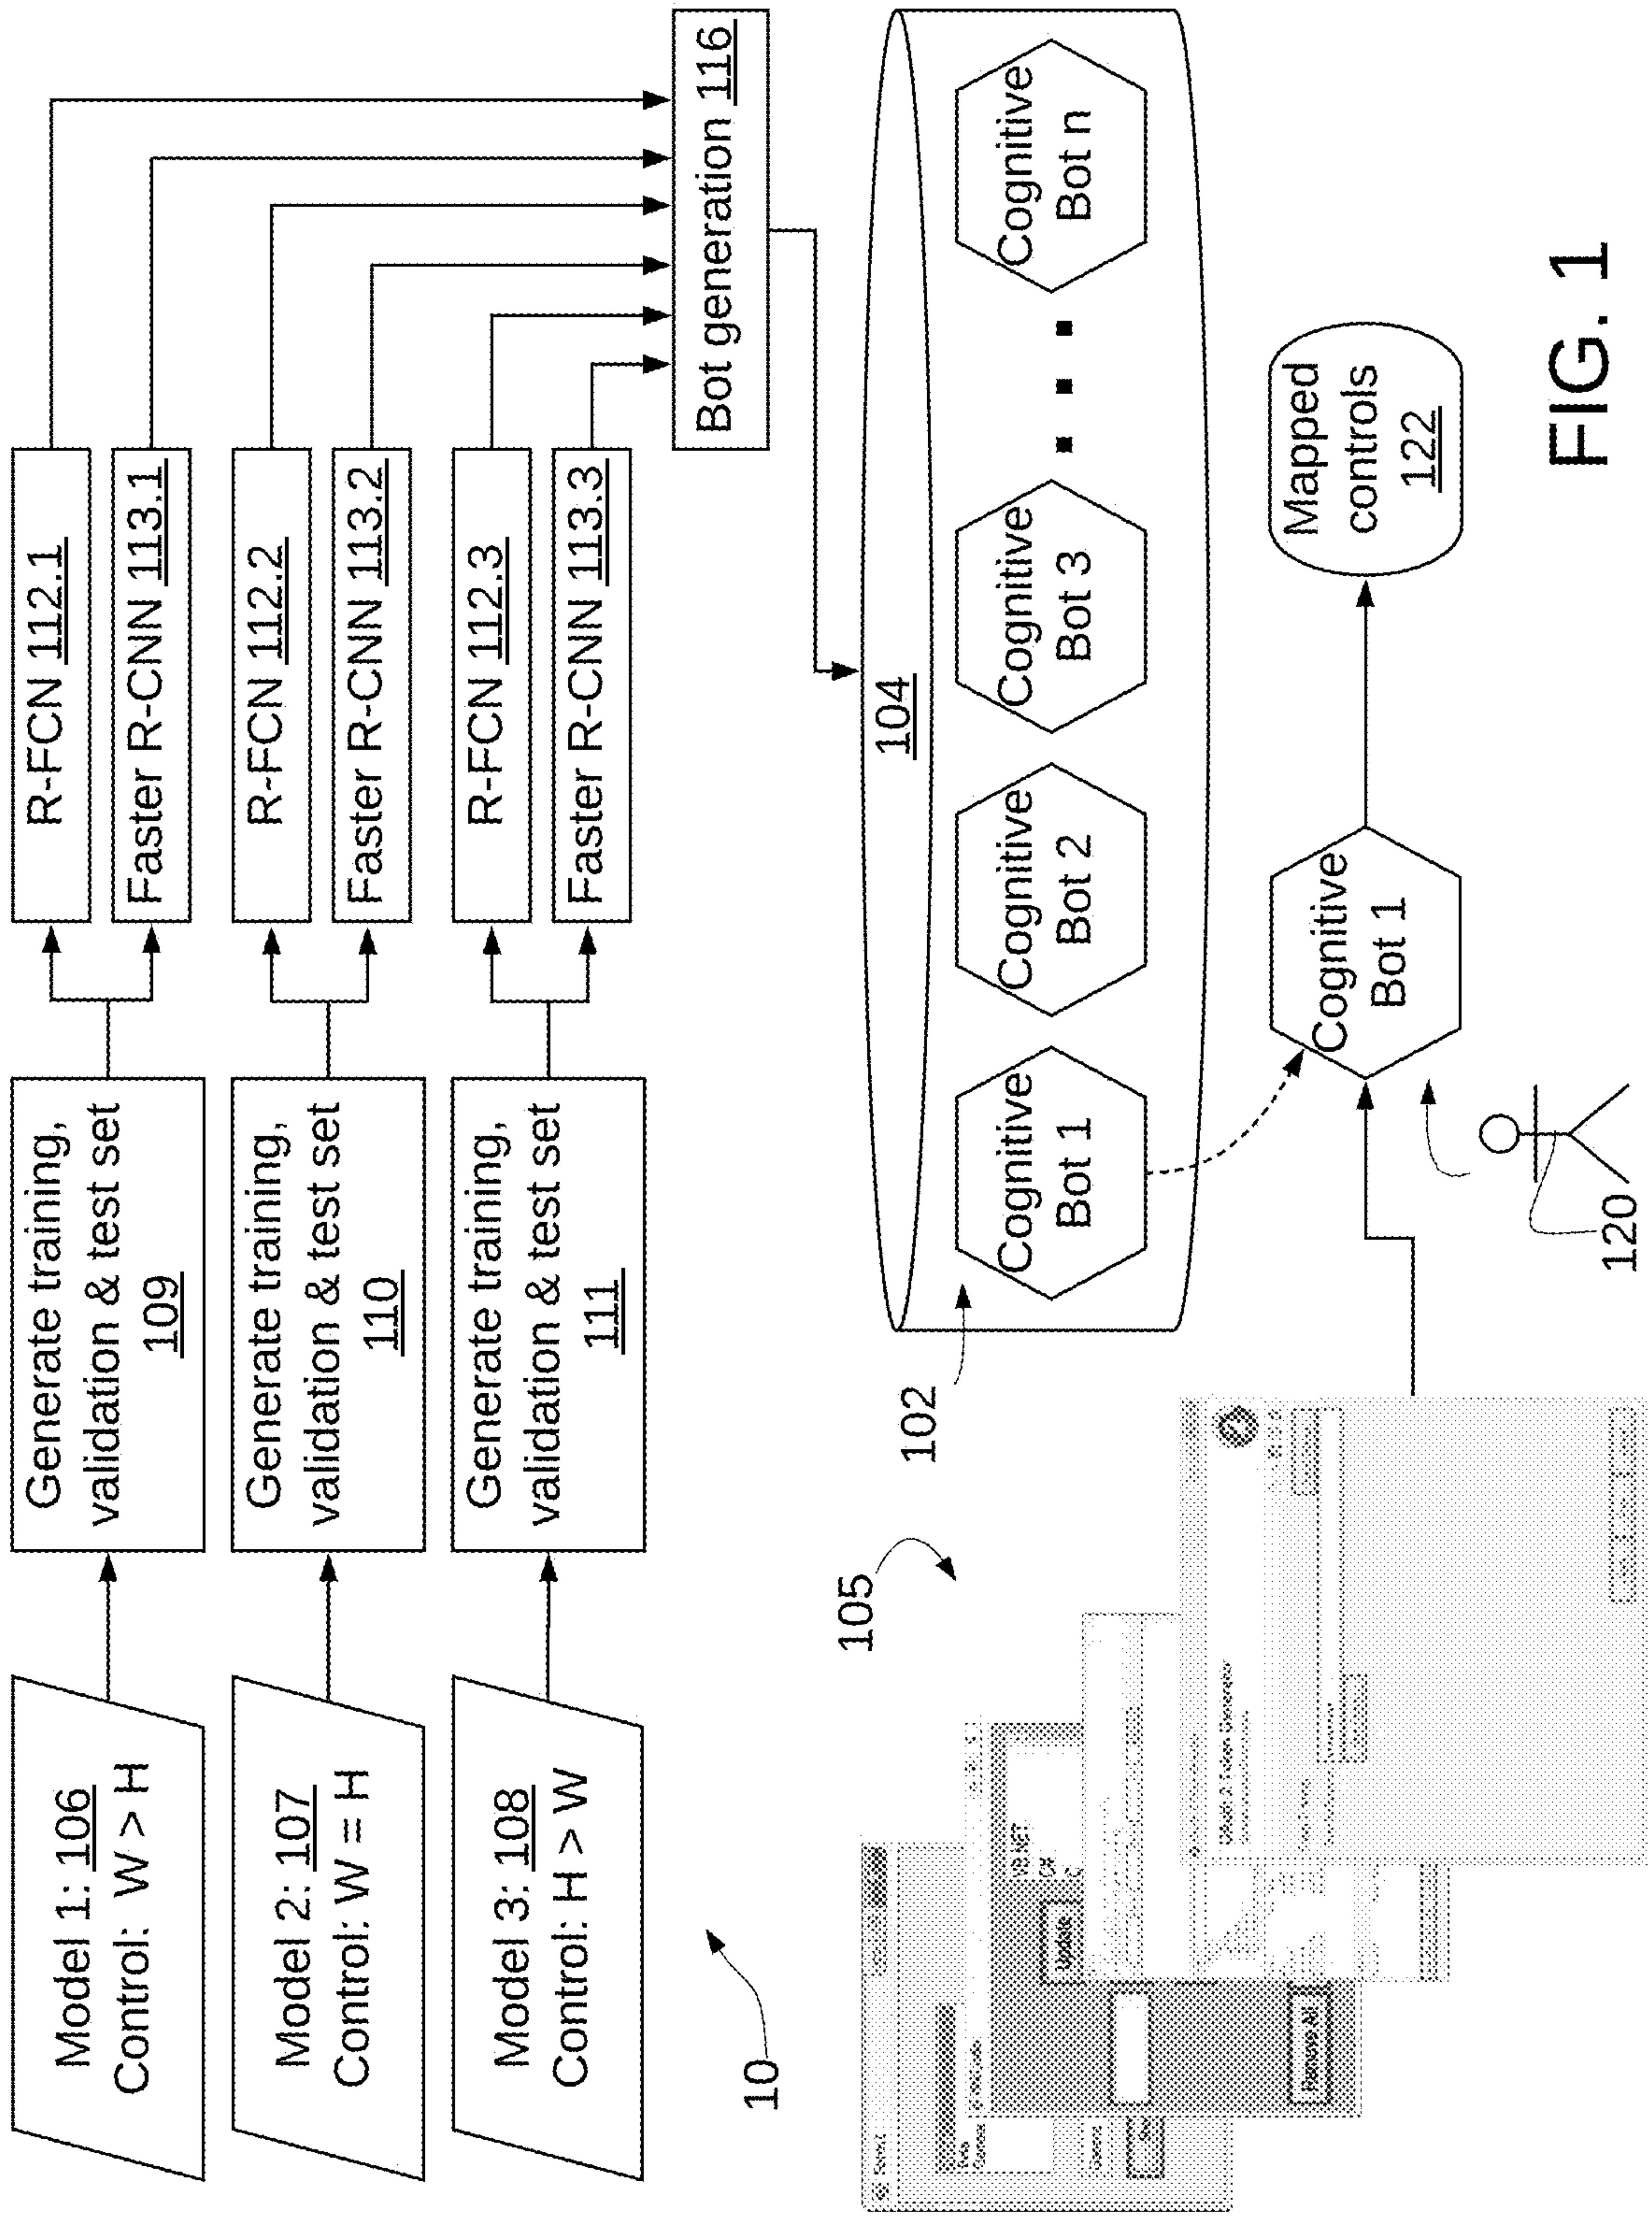 Model 1: 106
Control: W > H
Generate training,
validation & test set
109
R-FCN 112.1
Faster R-CNN 113.1
Model 2: 107
Control: W = H
Generate training,
validation & test set
110
R-FCN 112.2
Faster R-CNN 113.2
Model 3: 108
Control: H > W
Generate training,
validation & test set
111
R-FCN 112.3
Faster R-CNN 113.3
Bot generation 116
10
104
102
Cognitive
Bot 1
Cognitive
Bot 2
Cognitive
Bot 3
Cognitive
Bot n
105
Update
Remove All
Cognitive
Bot 1
Mapped
controls
122
120
FIG. 1